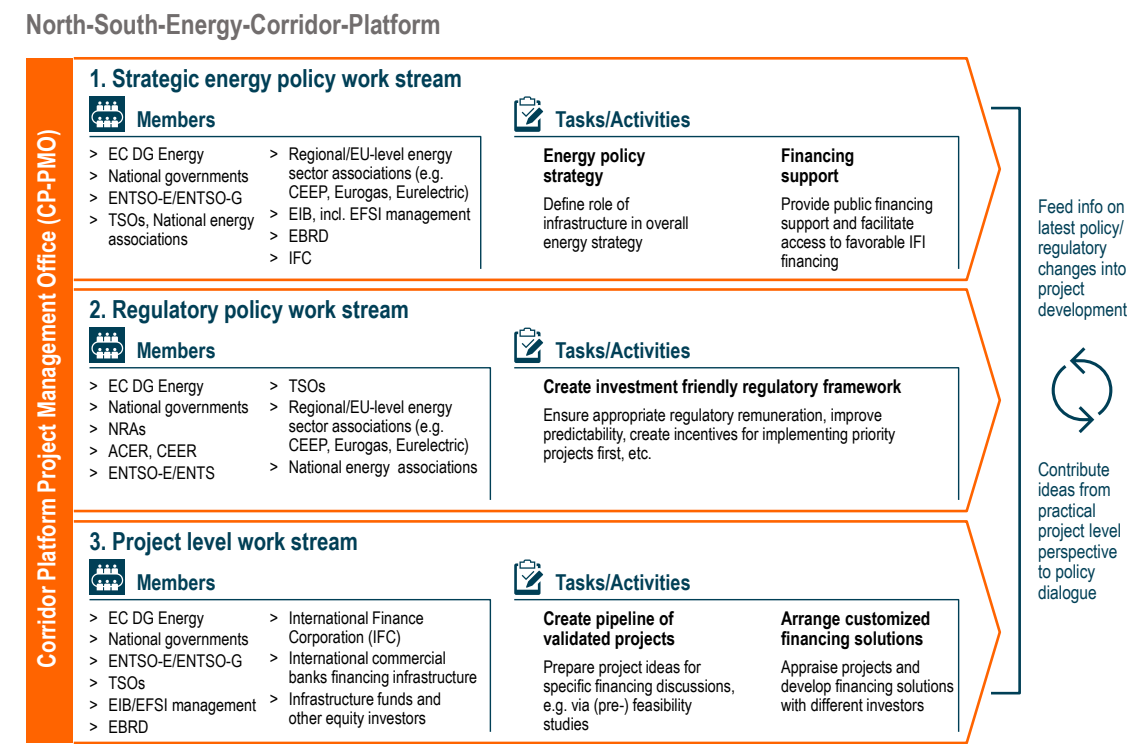 North-South-Energy-Corridor-Platform
Corridor Platform Project Management Office (CP-PMO)
1. Strategic energy policy work stream
Members
> EC DG Energy
> National governments
> ENTSO-E/ENTSO-G
> TSOs, National energy
associations
> Regional/EU-level energy
sector associations (e.g.
CEEP, Eurogas, Eurelectric)
> EIB, incl. EFSI management
> EBRD
> IFC
Tasks/Activities
Energy policy
strategy
Define role of
infrastructure in overall
energy strategy
Financing
support
Provide public financing
support and facilitate
access to favorable IFI
financing
2. Regulatory policy work stream
Members
> EC DG Energy
> National governments
> NRAs
> ACER, CEER
> ENTSO-E/ENTS
> TSOs
> Regional/EU-level energy
sector associations (e.g.
CEEP, Eurogas, Eurelectric)
> National energy associations
Tasks/Activities
Create investment friendly regulatory framework
Ensure appropriate regulatory remuneration, improve
predictability, create incentives for implementing priority
projects first, etc.
3. Project level work stream
Members
> EC DG Energy
> National governments
> ENTSO-E/ENTSO-G
> TSOs
> EIB/EFSI management
> EBRD
> International Finance
Corporation (IFC)
> International commercial
banks financing infrastructure
> Infrastructure funds and
other equity investors
Tasks/Activities
Create pipeline of
validated projects
Prepare project ideas for
specific financing discussions,
e.g. via (pre-) feasibility
studies
Arrange customized
financing solutions
Appraise projects and
develop financing solutions
with different investors
Feed info on
latest policy/
regulatory
changes into
project
development
Contribute
ideas from
practical
project level
perspective
to policy
dialogue